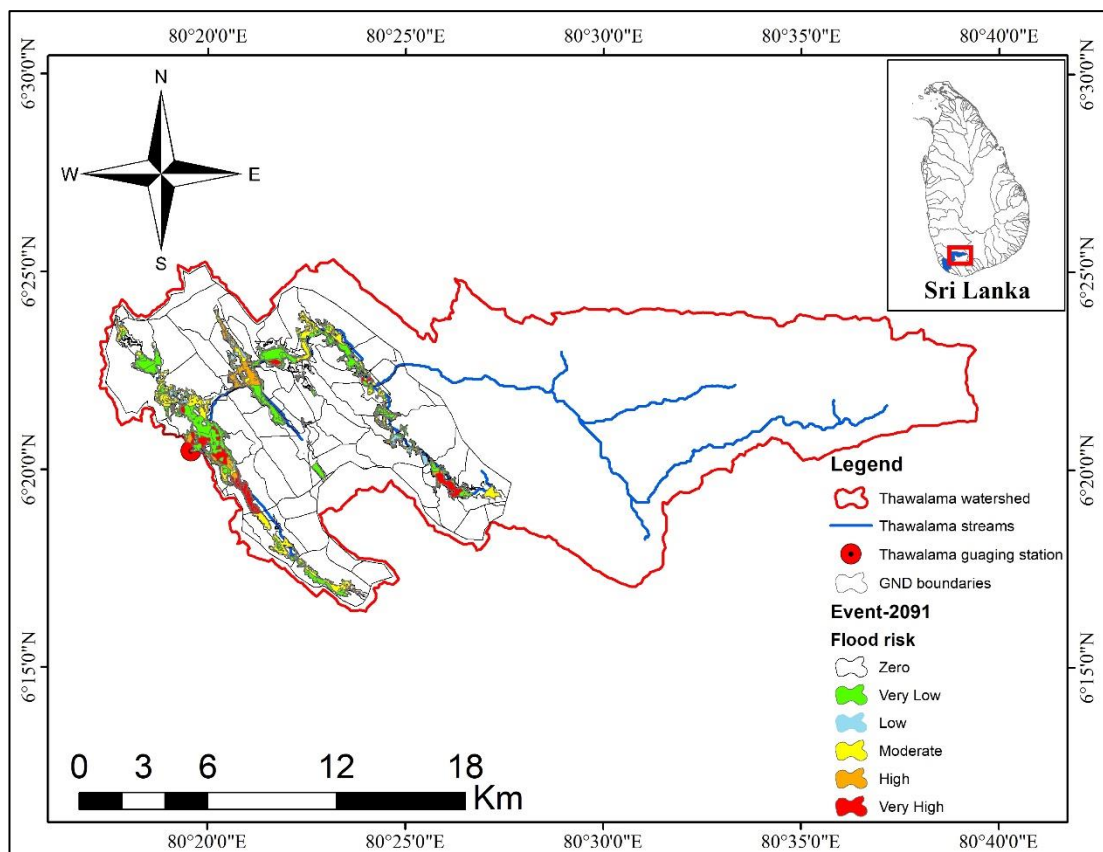 80°20'0"E 80°25'0"E 80°30'0"E 80°35'0"E 80°40'0"E
6°30'0"N
6°30'0"N
N
W E
S
Sri Lanka
6°25'0"N
6°25'0"N
6°20'0"N
6°20'0"N
Legend
Thawalama watershed
Thawalama streams
Thawalama guaging station
GND boundaries
Event-2091
Flood risk
Zero
Very Low
Low
Moderate
High
Very High
6°15'0"N
6°15'0"N
0 3 6 12 18
Km
80°20'0"E 80°25'0"E 80°30'0"E 80°35'0"E 80°40'0"E